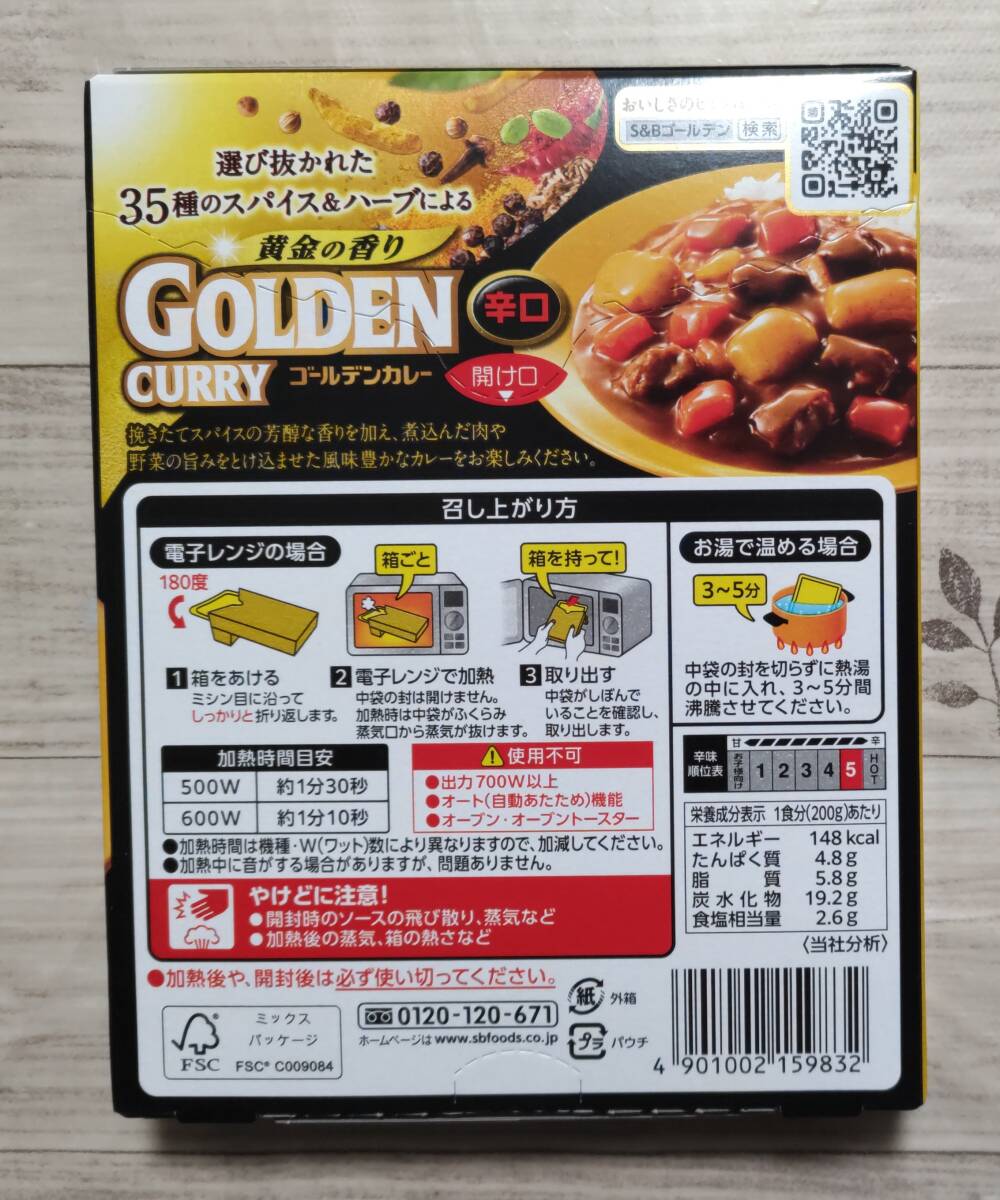 おいしさのヒ
S&Bゴールデン 検索
選び抜かれた
35種のスパイス&ハーブによる
黄金の香り
GOLDEN
CURRY ゴールデンカレー
辛口
開け口
挽きたてスパイスの芳醇な香りを加え、煮込んだ肉や
野菜の旨みをとけ込ませた風味豊かなカレーをお楽しみください。
召し上がり方
電子レンジの場合
180度
1 箱をあける
ミシン目に沿って
しっかりと折り返します。
箱ごと
2 電子レンジで加熱
中袋の封は開けません。
加熱時は中袋がふくらみ
蒸気口から蒸気が抜けます。
箱を持って!
3 取り出す
中袋がしぼんで
いることを確認し、
取り出します。
お湯で温める場合
3~5分
中袋の封を切らずに熱湯
の中に入れ、3~5分間
沸騰させてください。
加熱時間目安
500W 約1分30秒
600W 約1分10秒
使用不可
●出力700W以上
●オート(自動あたため)機能
●オーブン・オーブントースター
●加熱時間は機種・W(ワット)数により異なりますので、加減してください。
●加熱中に音がする場合がありますが、問題ありません。
やけどに注意!
●開封時のソースの飛び散り、蒸気など
●加熱後の蒸気、箱の熱さなど
辛味
順位表
甘 辛
お子様向け 1 2 3 4 5 HOT
栄養成分表示 1食分(200g)あたり
エネルギー 148kcal
たんぱく質 4.8g
脂質 5.8g
炭水化物 19.2g
食塩相当量 2.6g
〈当社分析〉
●加熱後や、開封後は必ず使い切ってください。
FSC
ミックス
パッケージ
FSC® C009084
0120-120-671
ホームページは www.sbfoods.co.jp
紙 外箱
プラ パウチ
4 901002 159832